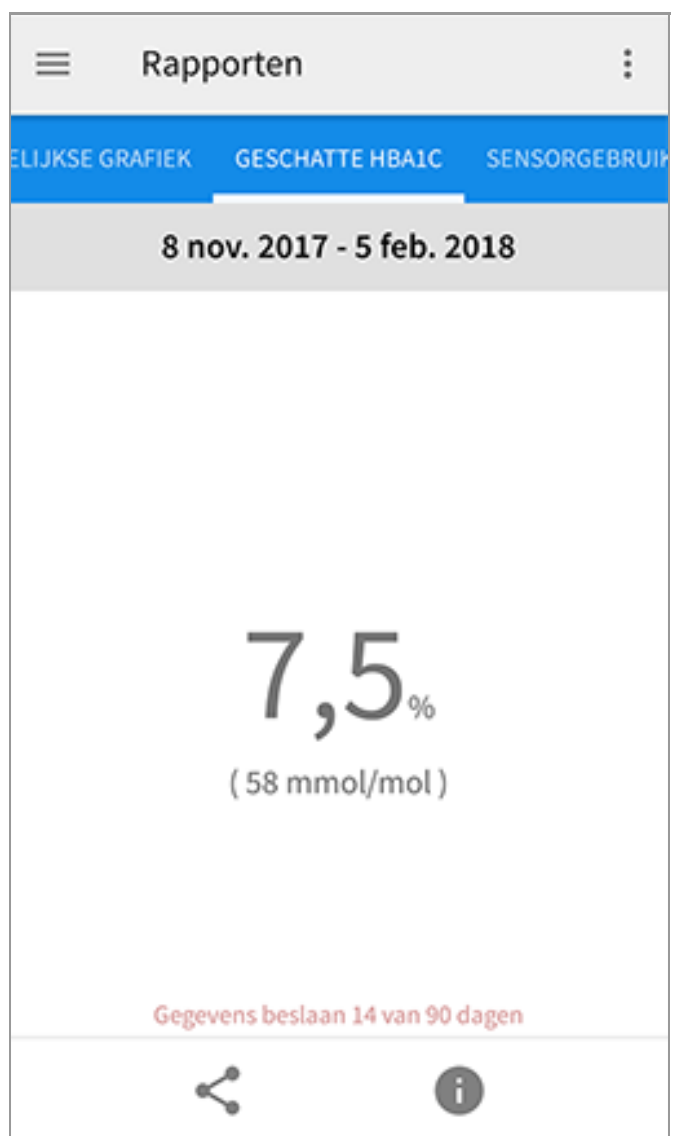 Rapporten
ELIJKSE GRAFIEK GESCHATTE HBA1C SENSORGEBRUIK
8 nov. 2017 - 5 feb. 2018
7,5 %
( 58 mmol/mol )
Gegevens beslaan 14 van 90 dagen